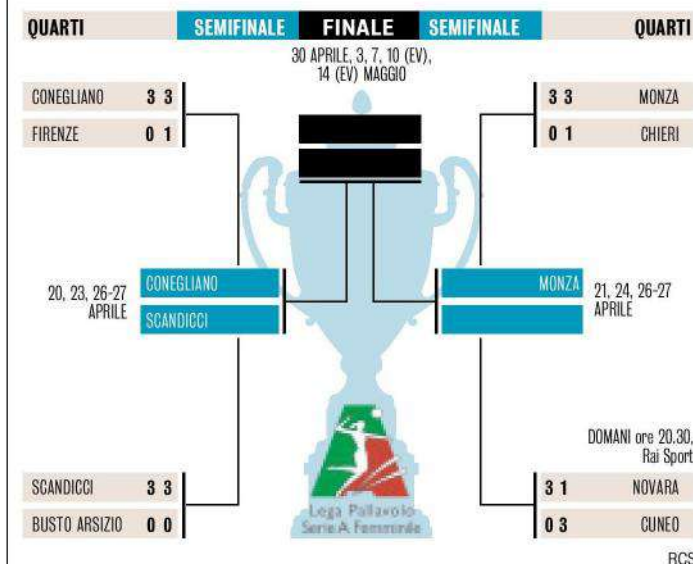 QUARTI SEMIFINALE FINALE SEMIFINALE QUARTI
30 APRILE, 3, 7, 10 (EV),
14 (EV) MAGGIO
CONEGLIANO 3 3
FIRENZE 0 1
3 3 MONZA
0 1 CHIERI
20, 23, 26-27
APRILE
CONEGLIANO
SCANDICCI
MONZA
21, 24, 26-27
APRILE
DOMANI ore 20.30,
Rai Sport
SCANDICCI 3 3
BUSTO ARSIZIO 0 0
Lega Pallavolo
Serie A Femminile
3 1 NOVARA
0 3 CUNEO
RCS